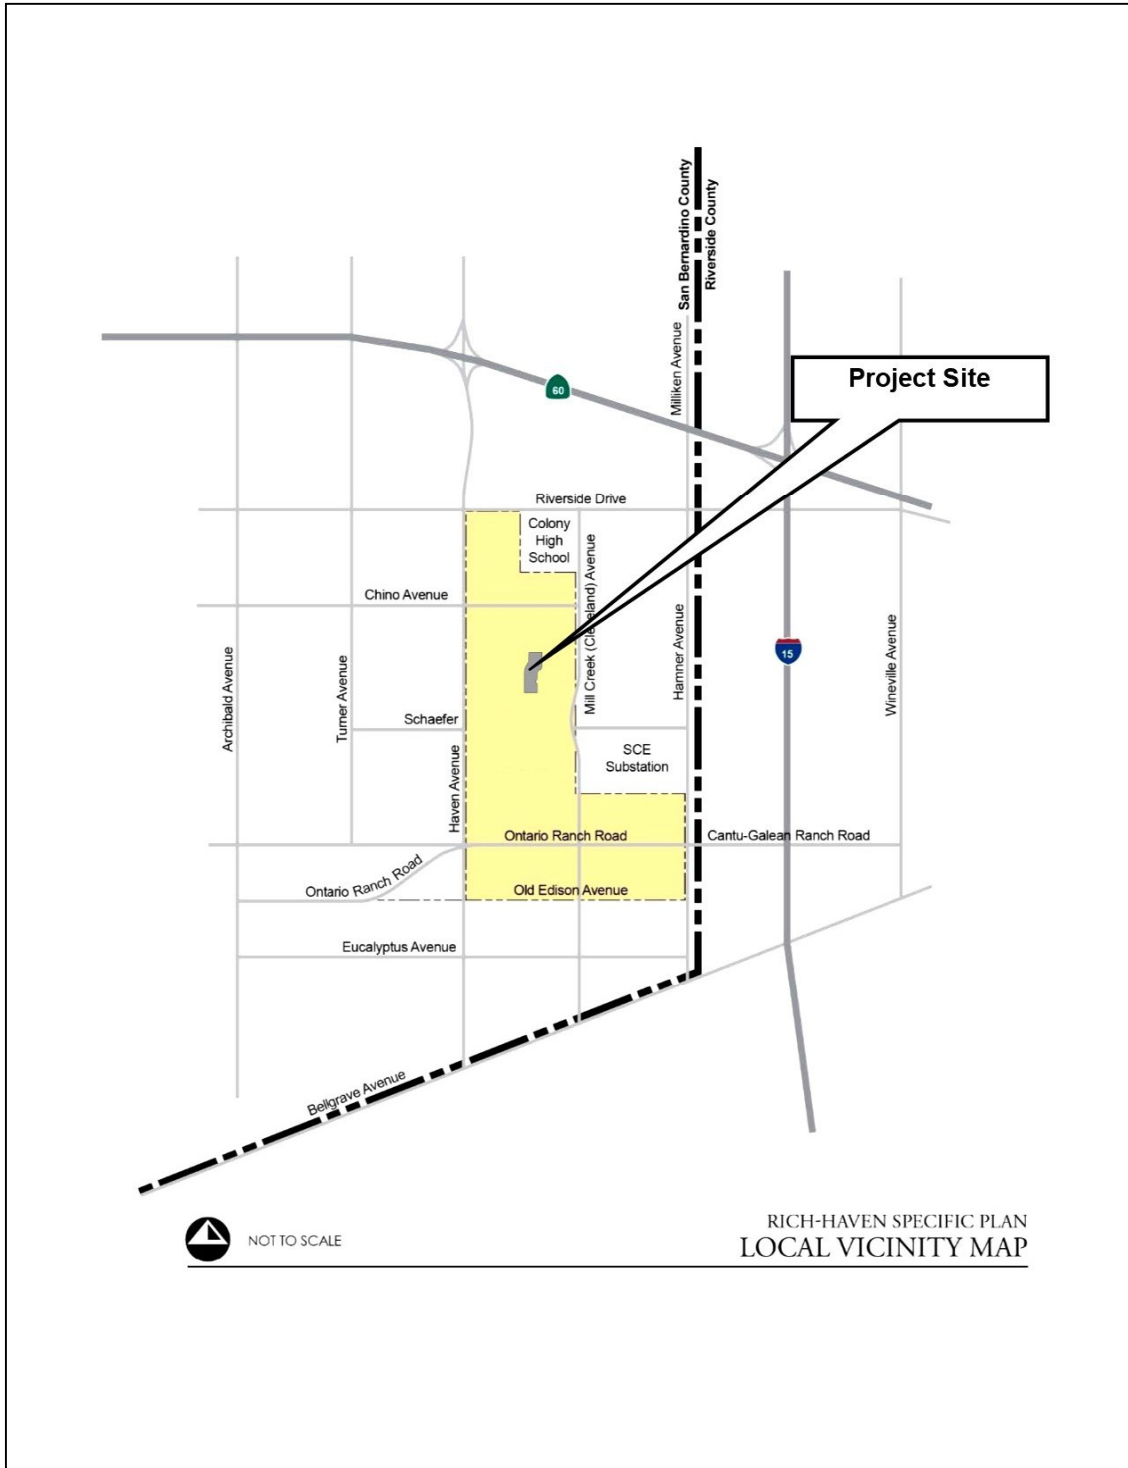 San Bernardino County
Riverside County
Milliken Avenue
Project Site
60
Riverside Drive
Colony
High
School
Mill Creek (Cleveland) Avenue
Chino Avenue
Hamner Avenue
15
Wineville Avenue
Archibald Avenue
Turner Avenue
Schaefer
Haven Avenue
SCE
Substation
Ontario Ranch Road
Cantu-Galean Ranch Road
Ontario Ranch Road
Old Edison Avenue
Eucalyptus Avenue
Bellgrave Avenue
NOT TO SCALE
RICH-HAVEN SPECIFIC PLAN
LOCAL VICINITY MAP